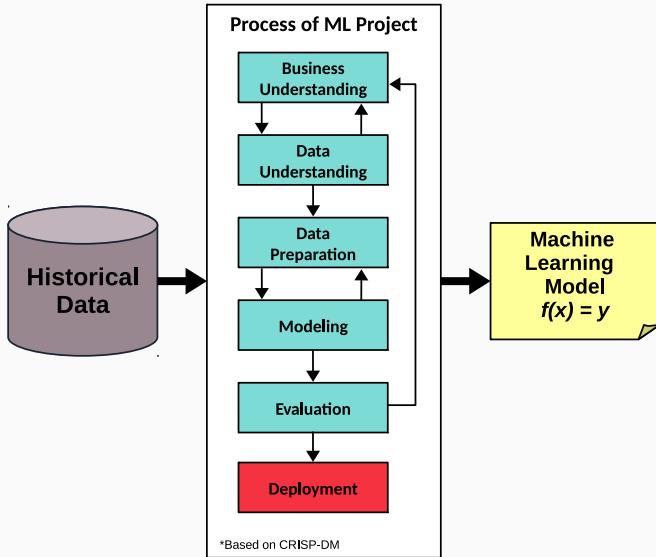 Process of ML Project
Business
Understanding
Data
Understanding
Data
Preparation
Modeling
Evaluation
Deployment
*Based on CRISP-DM
Historical
Data
Machine
Learning
Model
f(x) = y